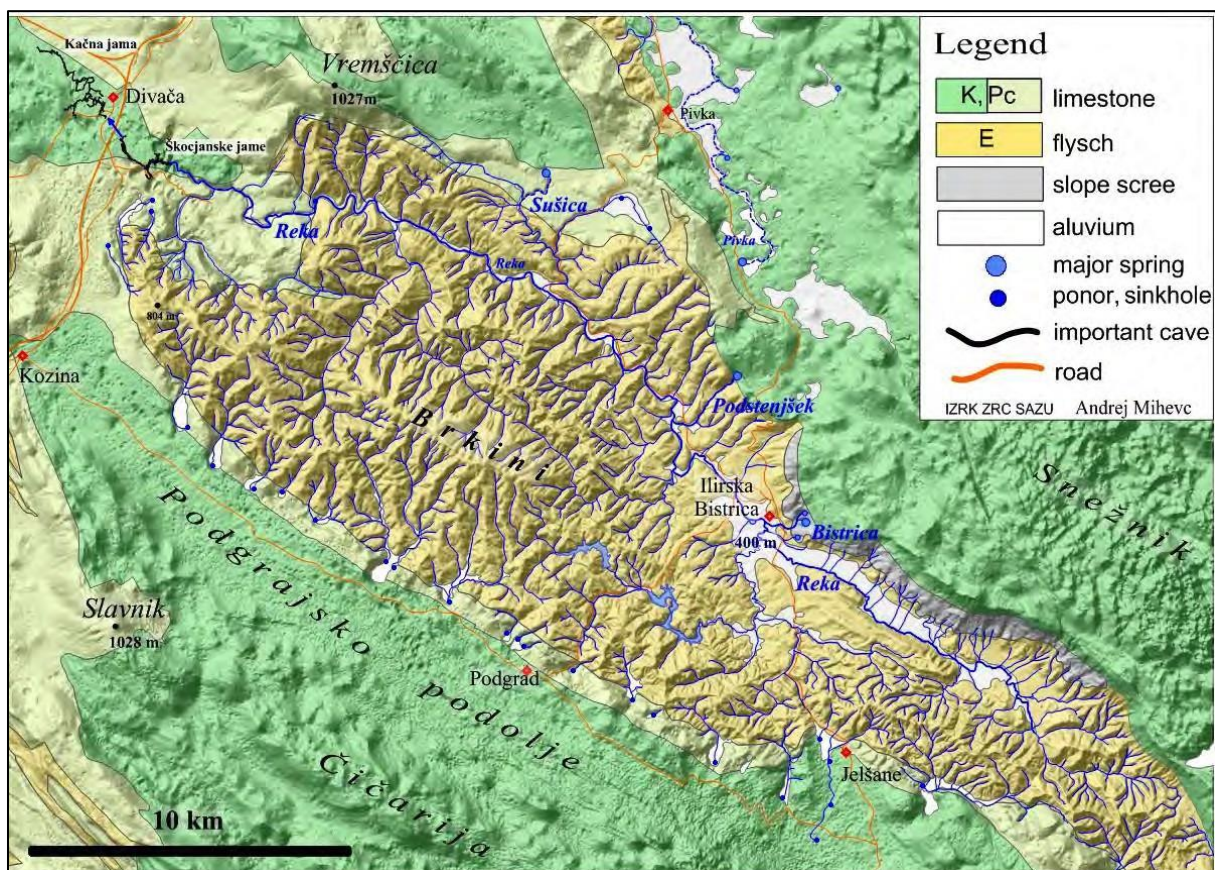 Kačna jama
Divača
Vremščica
1027m
Pivka
Škocjanske jame
Sušica
Reka
Reka
Pivka
804 m
Kozina
Podstenjšek
Brkini
Ilirska
Bistrica
400 m
Bistrica
Snežnik
Reka
Podgrajsko
podolje
Slavnik
1028 m
Podgrad
Jelšane
Čičarija
10 km
Legend
K, Pc limestone
E flysch
slope scree
aluvium
major spring
ponor, sinkhole
important cave
road
IZRK ZRC SAZU Andrej Mihevc